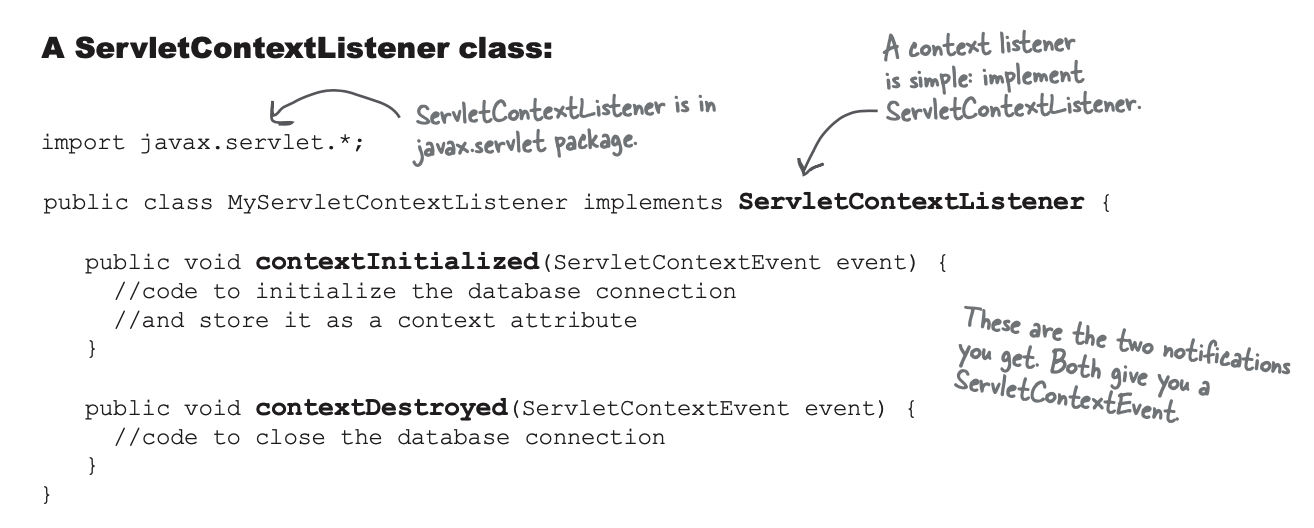 A ServletContextListener class:
A context listener
is simple: implement
ServletContextListener.
ServletContextListener is in
javax.servlet package.
import javax.servlet.*;
public class MyServletContextListener implements ServletContextListener {
public void contextInitialized(ServletContextEvent event) {
//code to initialize the database connection
//and store it as a context attribute
}
These are the two notifications
you get. Both give you a
ServletContextEvent.
public void contextDestroyed(ServletContextEvent event) {
//code to close the database connection
}
}